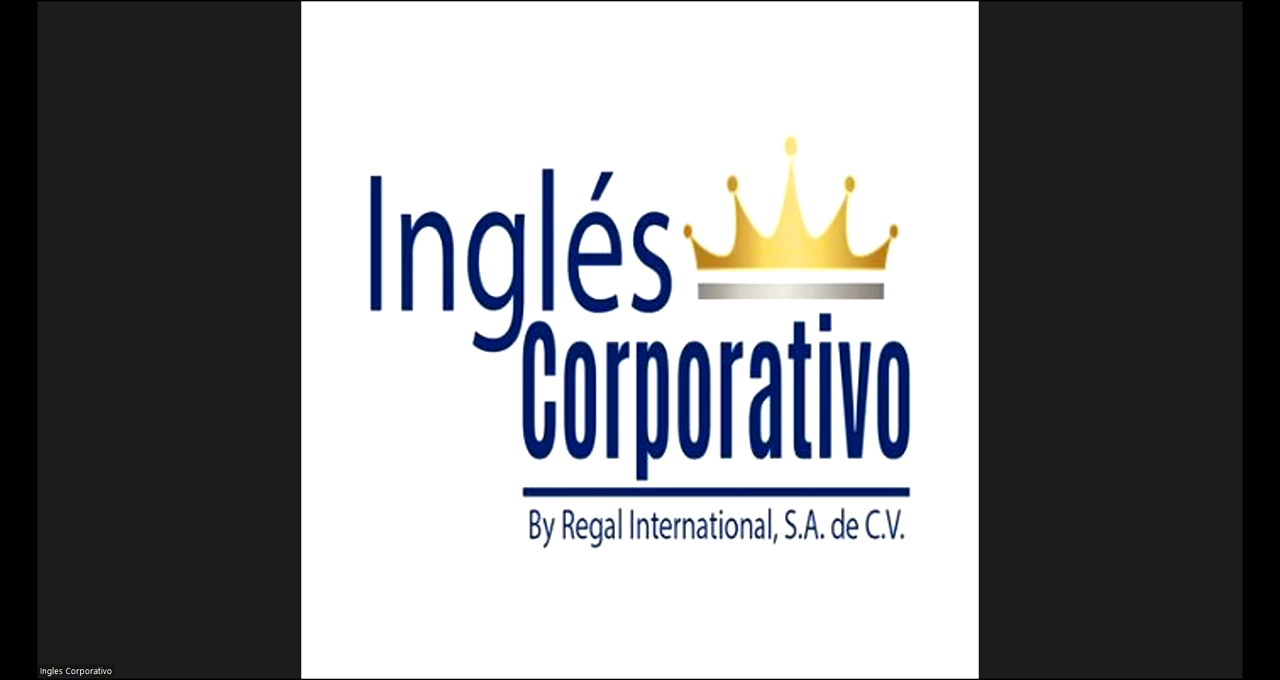 Inglés
Corporativo
By Regal International, S.A. de C.V.
Ingles Corporativo